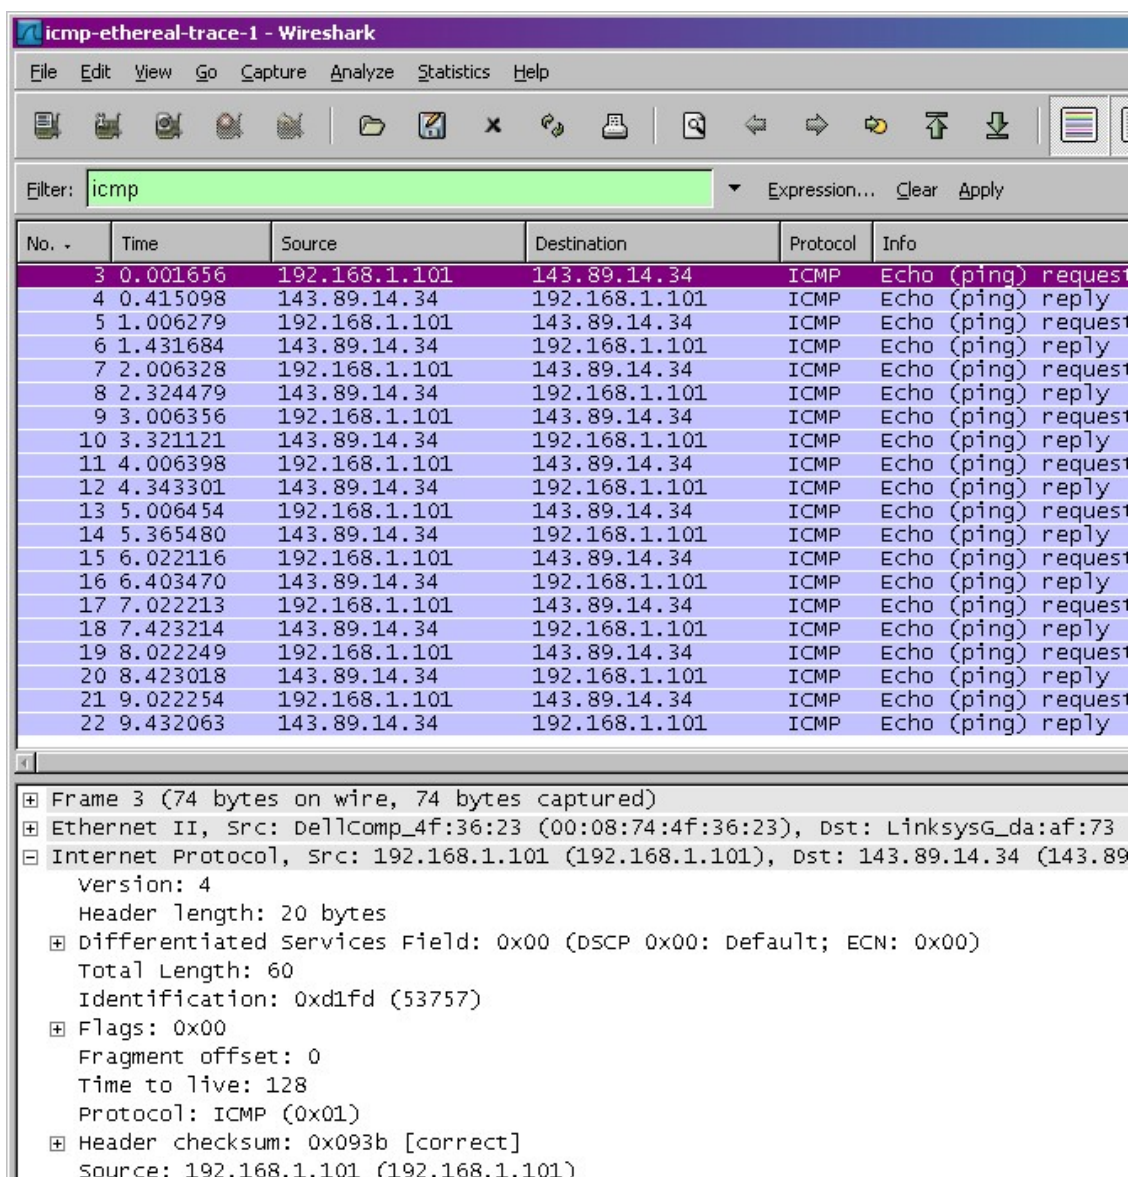 icmp-ethereal-trace-1 - Wireshark
File Edit View Go Capture Analyze Statistics Help
Filter: icmp Expression... Clear Apply
No. Time Source Destination Protocol Info
3 0.001656 192.168.1.101 143.89.14.34 ICMP Echo (ping) request
4 0.415098 143.89.14.34 192.168.1.101 ICMP Echo (ping) reply
5 1.006279 192.168.1.101 143.89.14.34 ICMP Echo (ping) request
6 1.431684 143.89.14.34 192.168.1.101 ICMP Echo (ping) reply
7 2.006328 192.168.1.101 143.89.14.34 ICMP Echo (ping) request
8 2.324479 143.89.14.34 192.168.1.101 ICMP Echo (ping) reply
9 3.006356 192.168.1.101 143.89.14.34 ICMP Echo (ping) request
10 3.321121 143.89.14.34 192.168.1.101 ICMP Echo (ping) reply
11 4.006398 192.168.1.101 143.89.14.34 ICMP Echo (ping) request
12 4.343301 143.89.14.34 192.168.1.101 ICMP Echo (ping) reply
13 5.006454 192.168.1.101 143.89.14.34 ICMP Echo (ping) request
14 5.365480 143.89.14.34 192.168.1.101 ICMP Echo (ping) reply
15 6.022116 192.168.1.101 143.89.14.34 ICMP Echo (ping) request
16 6.403470 143.89.14.34 192.168.1.101 ICMP Echo (ping) reply
17 7.022213 192.168.1.101 143.89.14.34 ICMP Echo (ping) request
18 7.423214 143.89.14.34 192.168.1.101 ICMP Echo (ping) reply
19 8.022249 192.168.1.101 143.89.14.34 ICMP Echo (ping) request
20 8.423018 143.89.14.34 192.168.1.101 ICMP Echo (ping) reply
21 9.022254 192.168.1.101 143.89.14.34 ICMP Echo (ping) request
22 9.432063 143.89.14.34 192.168.1.101 ICMP Echo (ping) reply
Frame 3 (74 bytes on wire, 74 bytes captured)
Ethernet II, Src: DellComp_4f:36:23 (00:08:74:4f:36:23), Dst: LinksysG_da:af:73
Internet Protocol, Src: 192.168.1.101 (192.168.1.101), Dst: 143.89.14.34 (143.89
Version: 4
Header length: 20 bytes
Differentiated Services Field: 0x00 (DSCP 0x00: Default; ECN: 0x00)
Total Length: 60
Identification: 0xd1fd (53757)
Flags: 0x00
Fragment offset: 0
Time to live: 128
Protocol: ICMP (0x01)
Header checksum: 0x093b [correct]
Source: 192.168.1.101 (192.168.1.101)